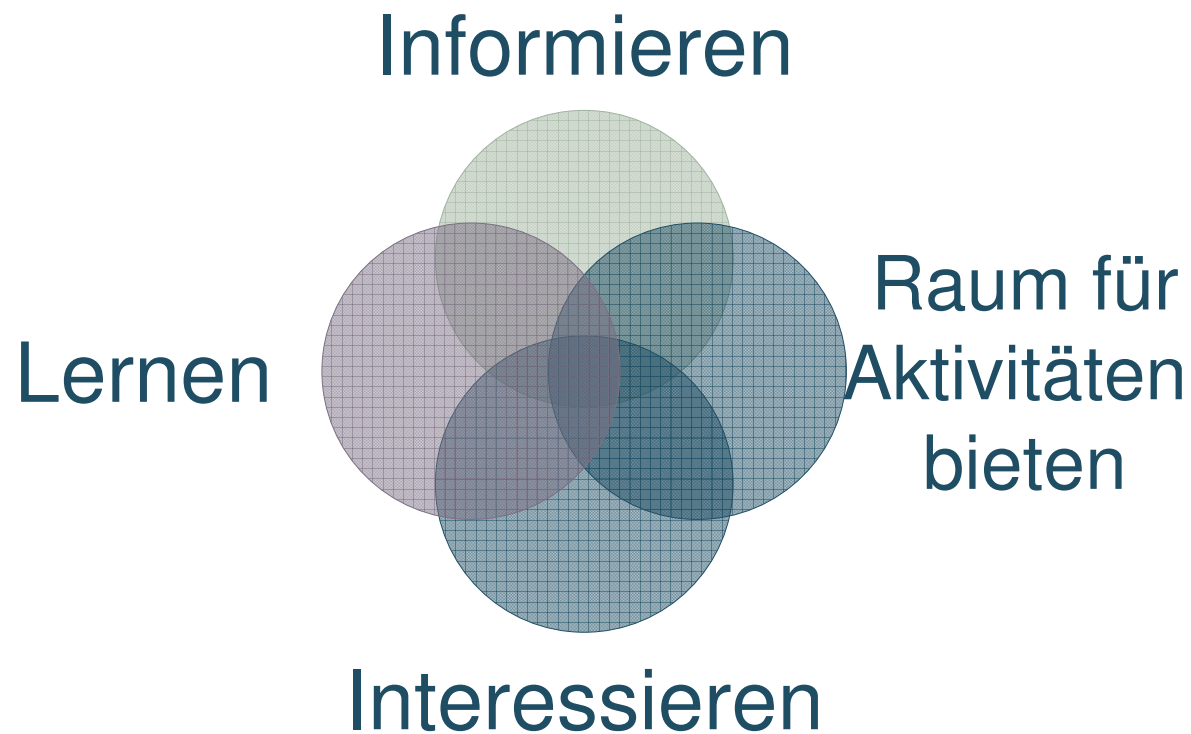 Informieren
Raum für
Aktivitäten
bieten
Lernen
Interessieren